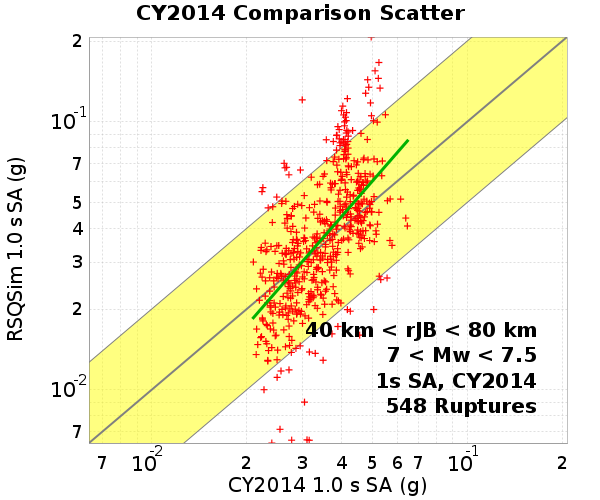 CY2014 Comparison Scatter
RSQSim 1.0 s SA (g)
2
10-1
7
5
4
3
2
10-2
7
40 km < rJB < 80 km
7 < Mw < 7.5
1s SA, CY2014
548 Ruptures
7 10-2 2 3 4 5 6 7 10-1 2
CY2014 1.0 s SA (g)